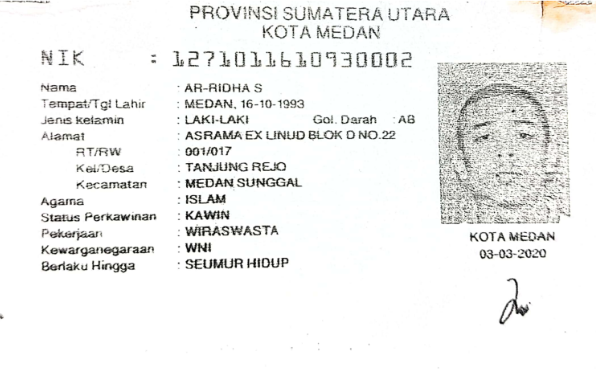 PROVINSI SUMATERA UTARA
KOTA MEDAN
NIK : 1271011610930002
Nama : AR-RIDHA S
Tempat/Tgl Lahir : MEDAN, 16-10-1993
Jenis kelamin : LAKI-LAKI Gol. Darah : AB
Alamat : ASRAMA EX LINUD BLOK D NO.22
RT/RW : 001/017
Kel/Desa : TANJUNG REJO
Kecamatan : MEDAN SUNGGAL
Agama : ISLAM
Status Perkawinan : KAWIN
Pekerjaan : WIRASWASTA
Kewarganegaraan : WNI
Berlaku Hingga : SEUMUR HIDUP
KOTA MEDAN
03-03-2020